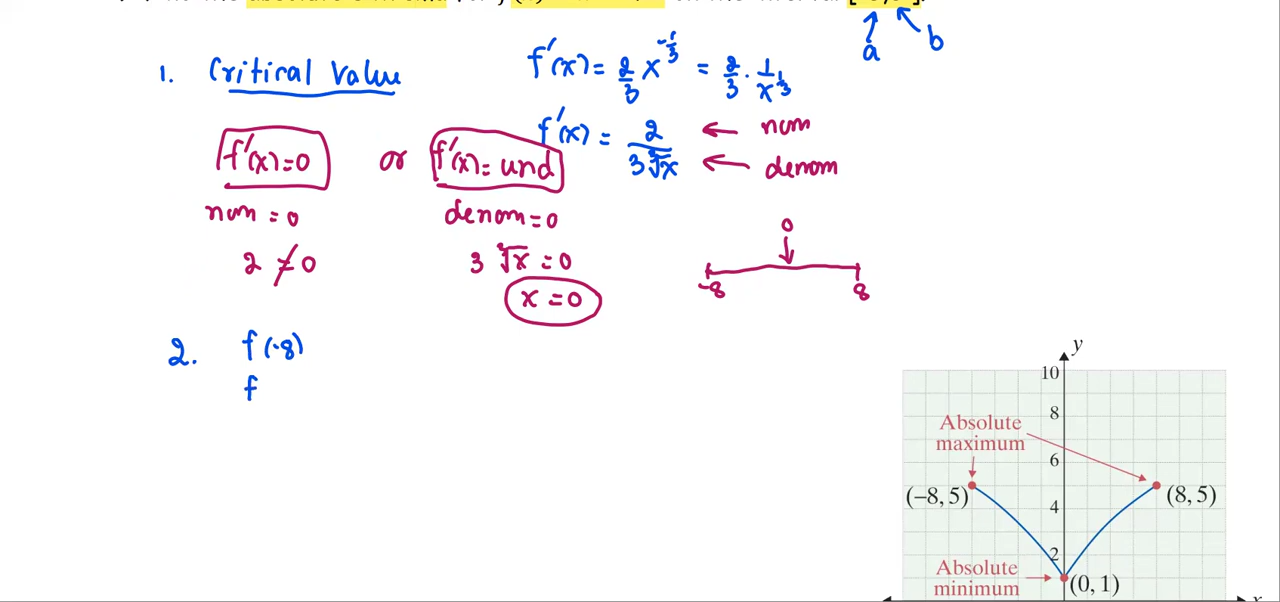 1. Critical Value
f'(x) = 2/3 x^(-1/3) = 2/3 · 1/x^(1/3)
a b
f'(x) = 2/(3∛x) ← num
← denom
f'(x)=0 or f'(x)= und
num = 0 denom=0
2 ≠ 0 3 ∛x = 0
x = 0
0
-8 8
2. f(-8)
f
y
10
8
6
4
2
Absolute maximum
(−8, 5)
(8, 5)
Absolute minimum
(0, 1)